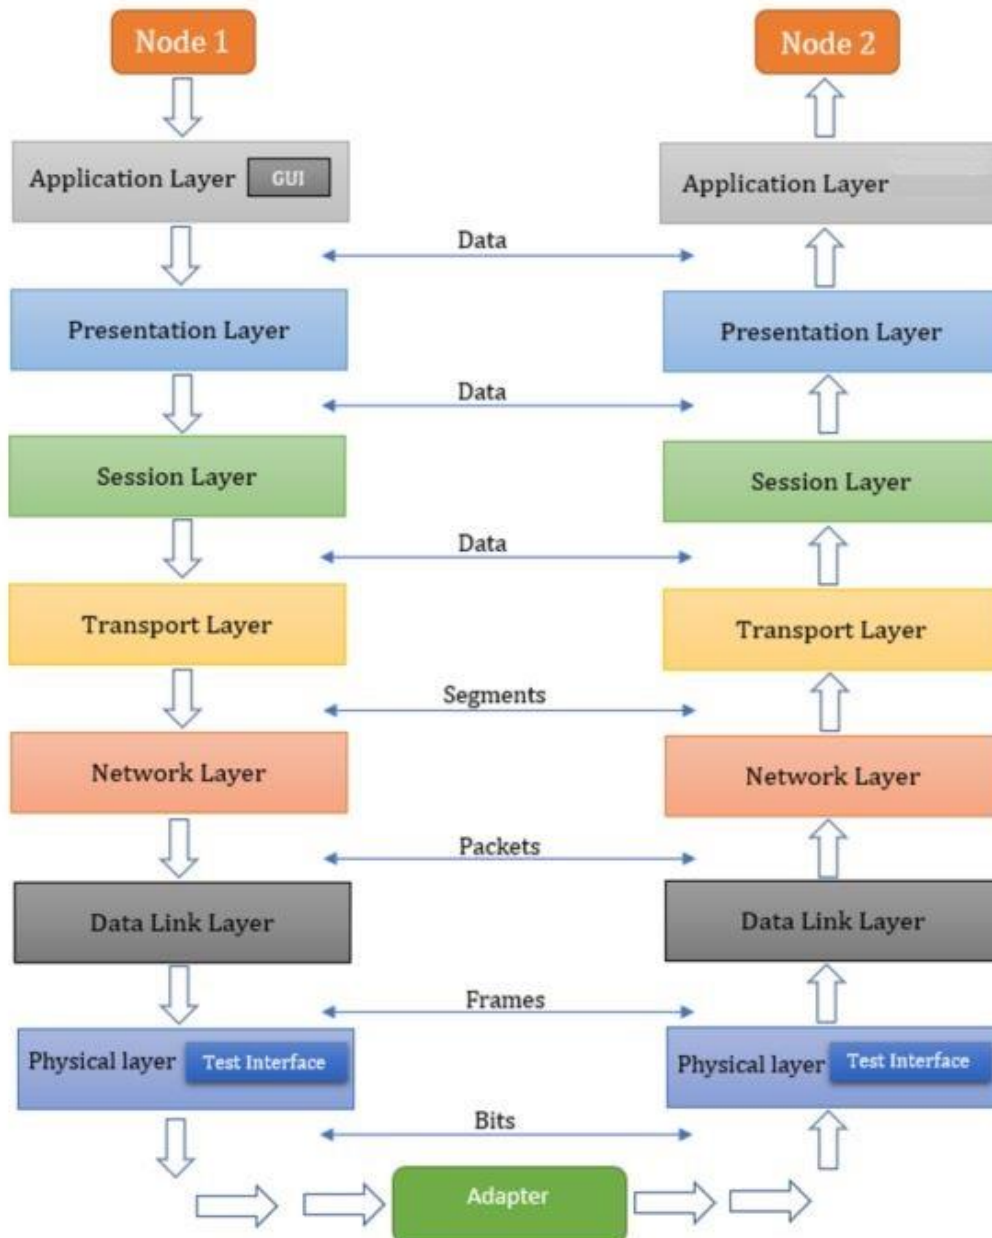 Node 1
Node 2
Application Layer GUI
Application Layer
Data
Presentation Layer
Presentation Layer
Data
Session Layer
Session Layer
Data
Transport Layer
Transport Layer
Segments
Network Layer
Network Layer
Packets
Data Link Layer
Data Link Layer
Frames
Physical layer Test Interface
Physical layer Test Interface
Bits
Adapter